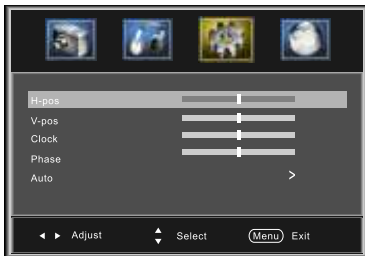 H-pos
V-pos
Clock
Phase
Auto >
◄ ► Adjust ▲▼ Select Menu Exit